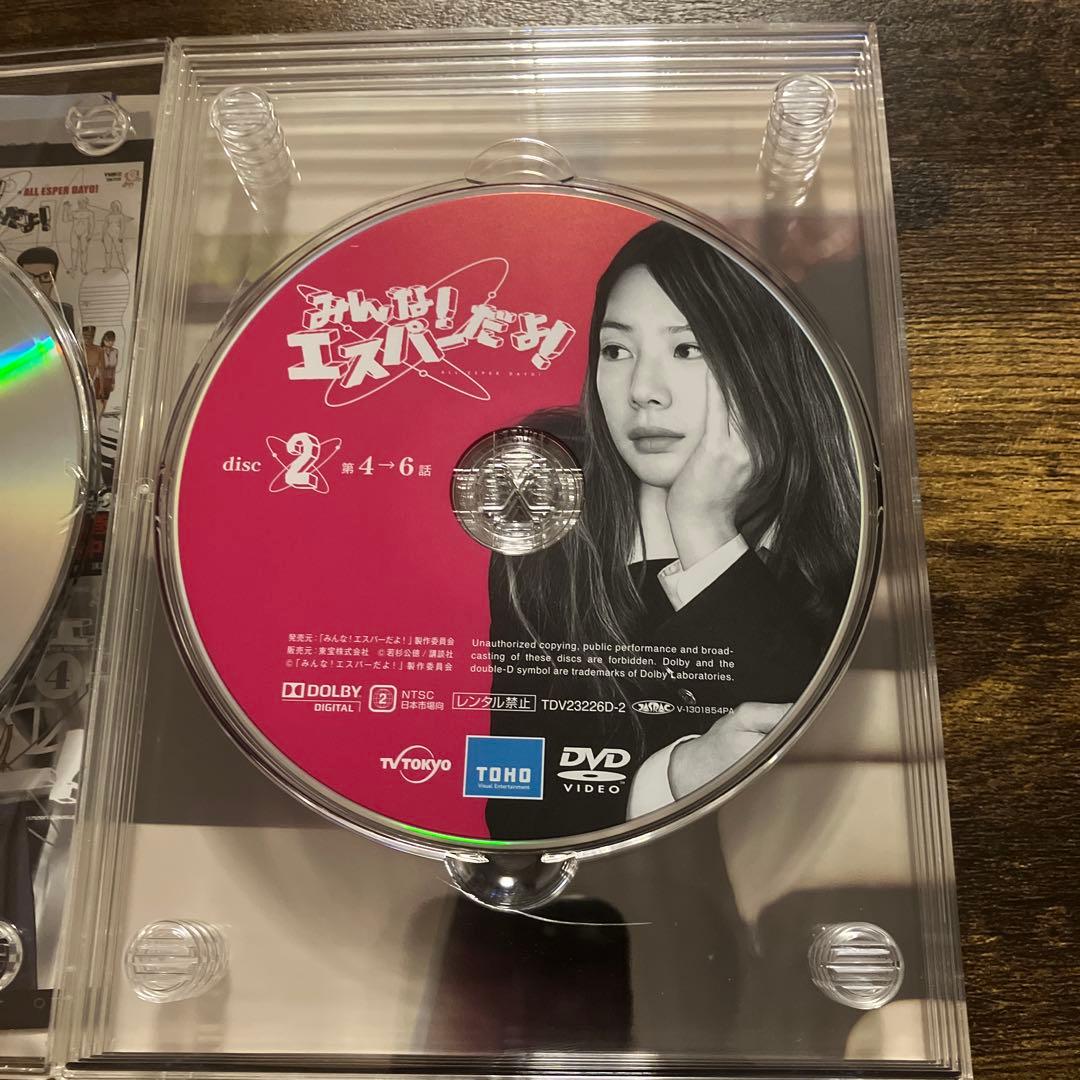 ALL ESPER DAYO!
みんな!
エスパーだよ!
ALL ESPER DAYO!
disc 2 第4→6話
発売元:「みんな!エスパーだよ!」製作委員会
販売元:東宝株式会社 ©若杉公徳/講談社
©「みんな!エスパーだよ!」製作委員会
Unauthorized copying, public performance and broad-
casting of these discs are forbidden. Dolby and the
double-D symbol are trademarks of Dolby Laboratories.
DOLBY
DIGITAL
2
NTSC
日本市場向
レンタル禁止
TDV23226D-2
JASRAC
V-1301854PA
TV TOKYO
TOHO
Visual Entertainment
DVD
VIDEO™
4